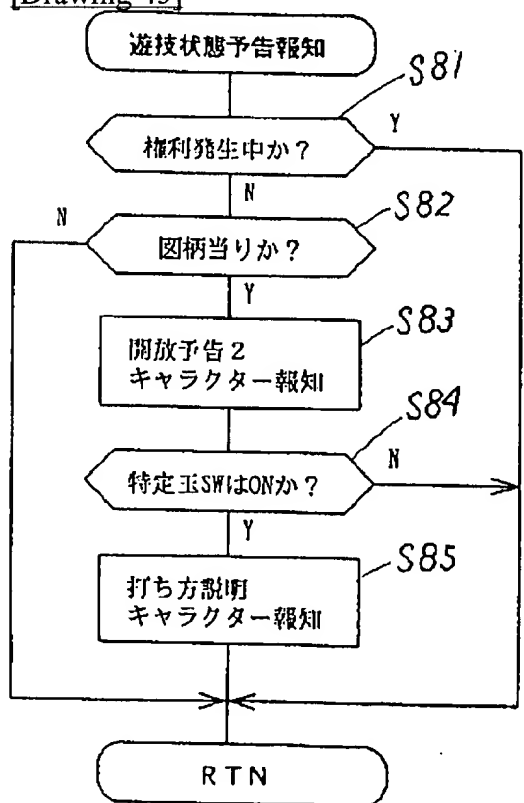 遊技状態予告報知
S81
権利発生中か?
Y
N
S82
N
図柄当りか?
Y
S83
開放予告2
キャラクター報知
S84
特定玉SWはONか?
N
Y
S85
打ち方説明
キャラクター報知
RTN